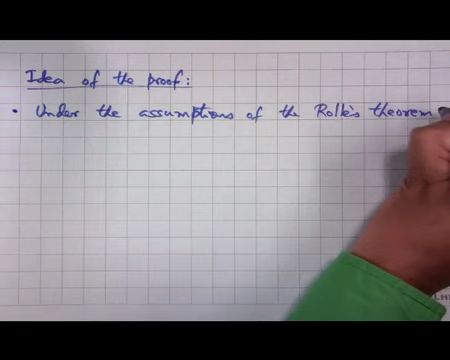 Idea of the proof:
• Under the assumptions of the Rolle's theorem